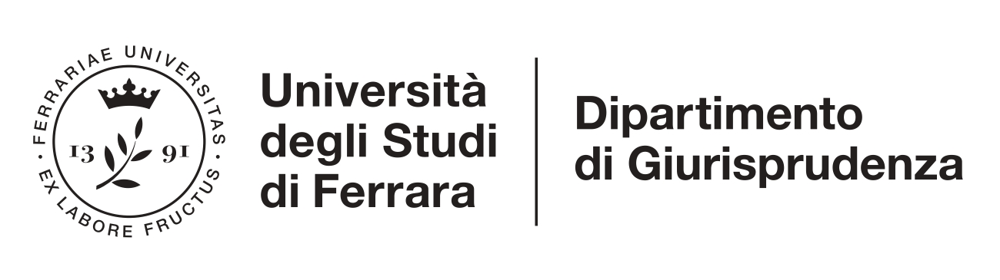 · FERRARIAE UNIVERSITAS ·
EX LABORE FRUCTUS
13 91
Università
degli Studi
di Ferrara
Dipartimento
di Giurisprudenza